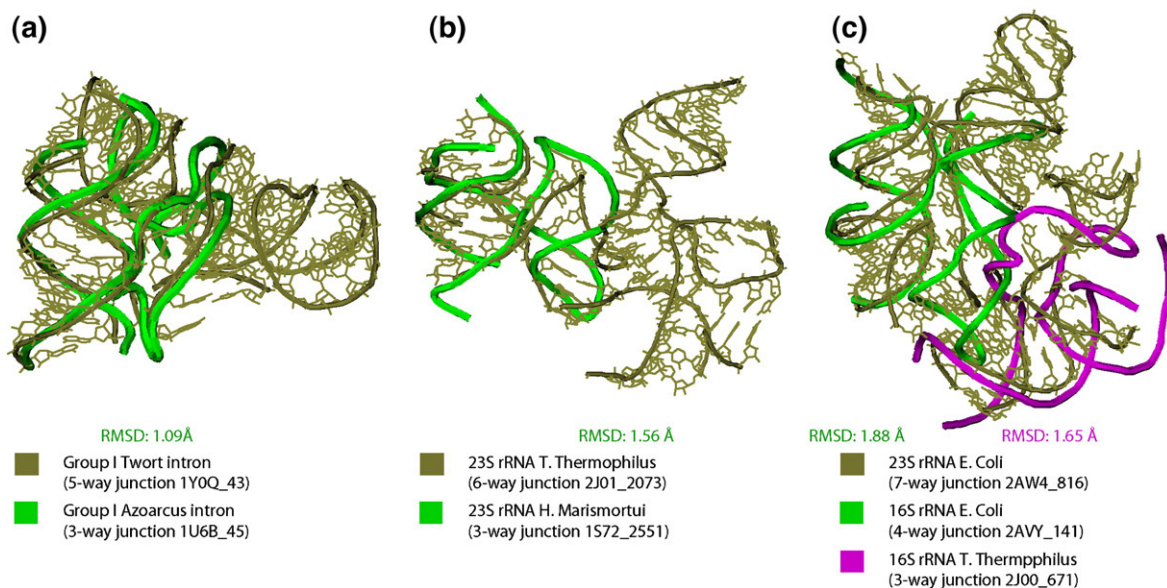 (a)
(b)
(c)
RMSD: 1.09Å
Group I Twort intron
(5-way junction 1Y0Q_43)
Group I Azoarcus intron
(3-way junction 1U6B_45)
RMSD: 1.56 Å
23S rRNA T. Thermophilus
(6-way junction 2J01_2073)
23S rRNA H. Marismortui
(3-way junction 1S72_2551)
RMSD: 1.88 Å
RMSD: 1.65 Å
23S rRNA E. Coli
(7-way junction 2AW4_816)
16S rRNA E. Coli
(4-way junction 2AVY_141)
16S rRNA T. Thermpphilus
(3-way junction 2J00_671)